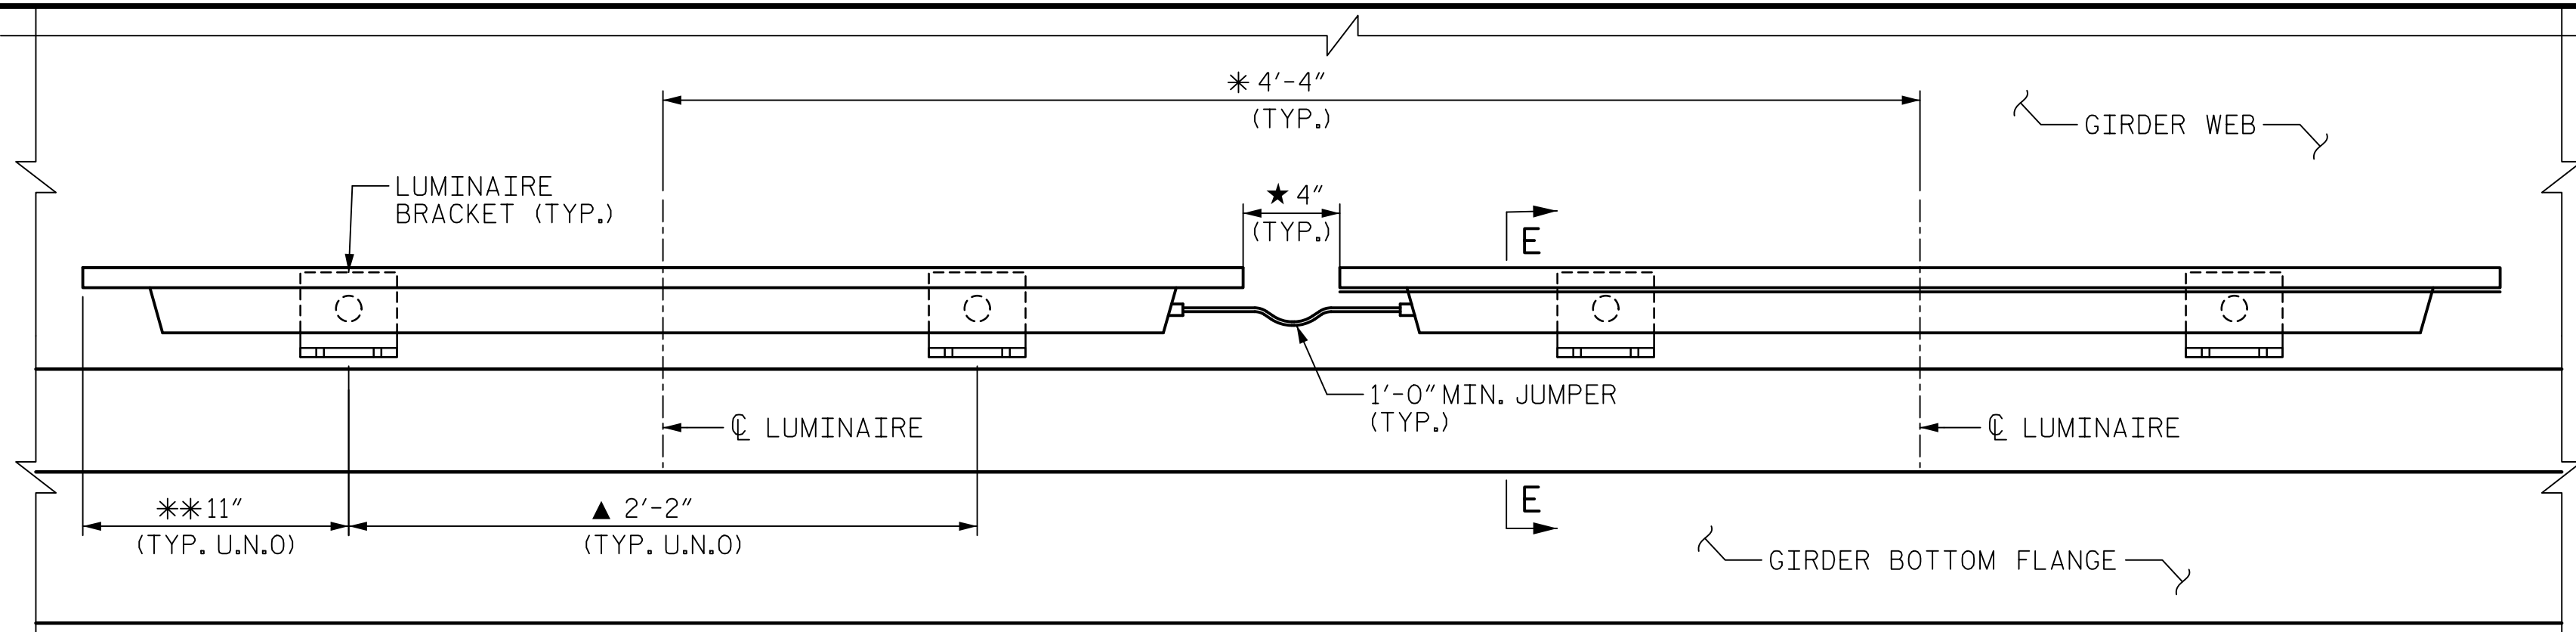 ✳ 4'-4"
(TYP.)
GIRDER WEB
LUMINAIRE
BRACKET (TYP.)
★ 4"
(TYP.)
E
1'-0" MIN. JUMPER
(TYP.)
℄ LUMINAIRE
℄ LUMINAIRE
✳✳ 11"
(TYP. U.N.O)
▲ 2'-2"
(TYP. U.N.O)
E
GIRDER BOTTOM FLANGE